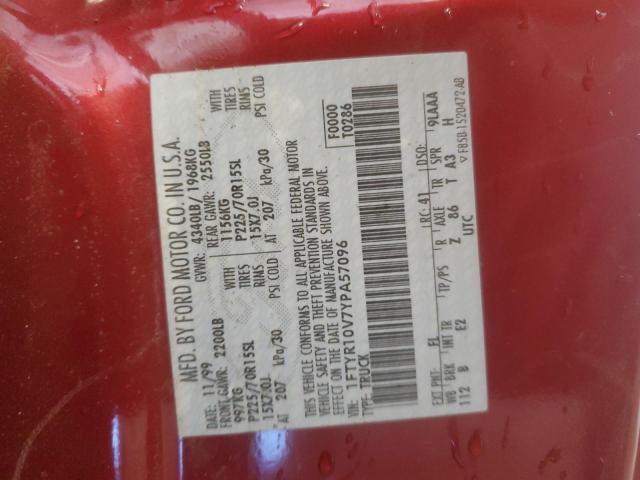 MFD. BY FORD MOTOR CO. IN U.S.A.
DATE: 11/99 GVWR: 4340LB/ 1968KG
FRONT GAWR: 2200LB REAR GAWR: 2550LB
997KG WITH 1156KG WITH
P225/70R15SL TIRES P225/70R15SL TIRES
15X7.0J RIMS 15X7.0J RIMS
AT 207 kPa/30 PSI COLD AT 207 kPa/30 PSI COLD
THIS VEHICLE CONFORMS TO ALL APPLICABLE FEDERAL MOTOR
VEHICLE SAFETY AND THEFT PREVENTION STANDARDS IN
EFFECT ON THE DATE OF MANUFACTURE SHOWN ABOVE.
VIN: 1FTYR10V7YPA57096 F0000
TYPE: TRUCK T0286
EXT PNT: FL RC: 41 DSO:
WB BRK INT TR TP/PS R AXLE TR SPR 9LAAA
112 B E2 Z 86 T A3 H
UTC ▽ F85B-1520472-AB